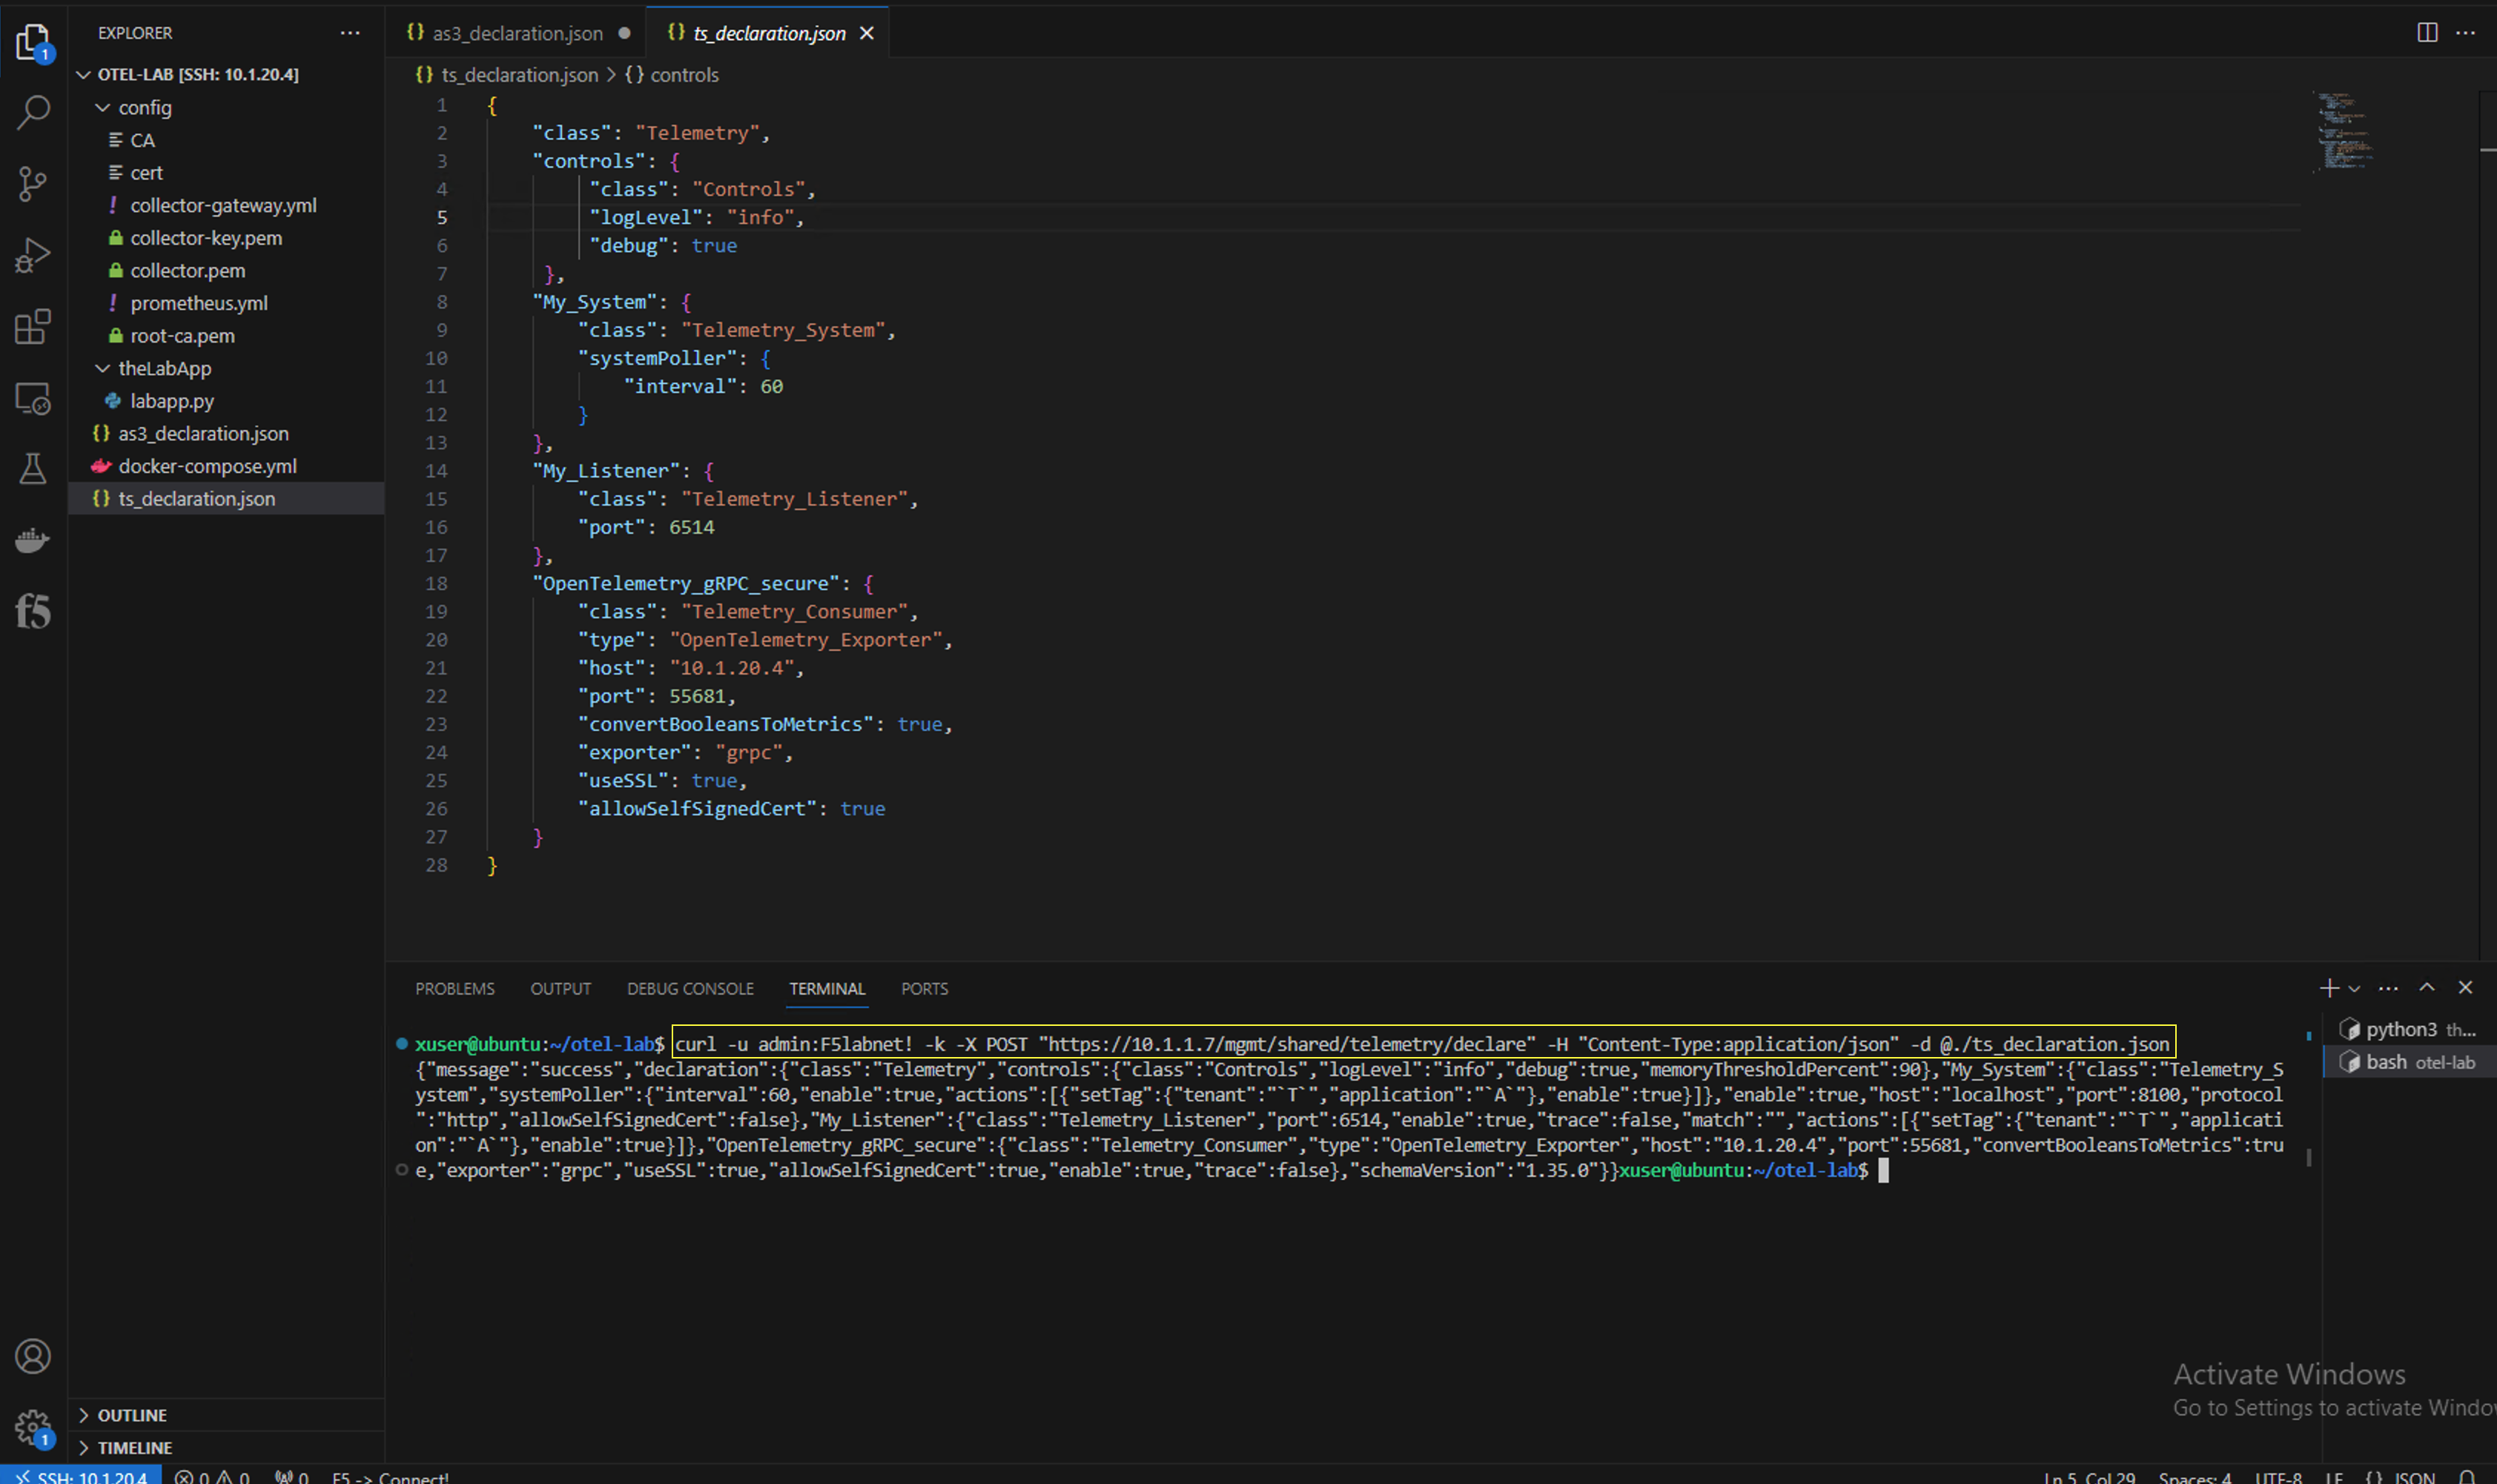 EXPLORER
OTEL-LAB [SSH: 10.1.20.4]
config
CA
cert
collector-gateway.yml
collector-key.pem
collector.pem
prometheus.yml
root-ca.pem
theLabApp
labapp.py
as3_declaration.json
docker-compose.yml
ts_declaration.json
f5
1
OUTLINE
TIMELINE
1
as3_declaration.json
ts_declaration.json
ts_declaration.json > {} controls
1 {
2 "class": "Telemetry",
3 "controls": {
4 "class": "Controls",
5 "logLevel": "info",
6 "debug": true
7 },
8 "My_System": {
9 "class": "Telemetry_System",
10 "systemPoller": {
11 "interval": 60
12 }
13 },
14 "My_Listener": {
15 "class": "Telemetry_Listener",
16 "port": 6514
17 },
18 "OpenTelemetry_gRPC_secure": {
19 "class": "Telemetry_Consumer",
20 "type": "OpenTelemetry_Exporter",
21 "host": "10.1.20.4",
22 "port": 55681,
23 "convertBooleansToMetrics": true,
24 "exporter": "grpc",
25 "useSSL": true,
26 "allowSelfSignedCert": true
27 }
28 }
PROBLEMS OUTPUT DEBUG CONSOLE TERMINAL PORTS
xuser@ubuntu:~/otel-lab$ curl -u admin:F5labnet! -k -X POST "https://10.1.1.7/mgmt/shared/telemetry/declare" -H "Content-Type:application/json" -d @./ts_declaration.json
{"message":"success","declaration":{"class":"Telemetry","controls":{"class":"Controls","logLevel":"info","debug":true,"memoryThresholdPercent":90},"My_System":{"class":"Telemetry_S
ystem","systemPoller":{"interval":60,"enable":true,"actions":[{"setTag":{"tenant":"`T`","application":"`A`"},"enable":true}]},"enable":true,"host":"localhost","port":8100,"protocol
":"http","allowSelfSignedCert":false},"My_Listener":{"class":"Telemetry_Listener","port":6514,"enable":true,"trace":false,"match":"","actions":[{"setTag":{"tenant":"`T`","applicati
on":"`A`"},"enable":true}]},"OpenTelemetry_gRPC_secure":{"class":"Telemetry_Consumer","type":"OpenTelemetry_Exporter","host":"10.1.20.4","port":55681,"convertBooleansToMetrics":tru
e,"exporter":"grpc","useSSL":true,"allowSelfSignedCert":true,"enable":true,"trace":false},"schemaVersion":"1.35.0"}}xuser@ubuntu:~/otel-lab$
python3 th...
bash otel-lab
Activate Windows
Go to Settings to activate Windo
SSH: 10.1.20.4 0 0 0 F5 -> Connect! Ln 5, Col 29 Spaces: 4 UTF-8 LF {} JSON